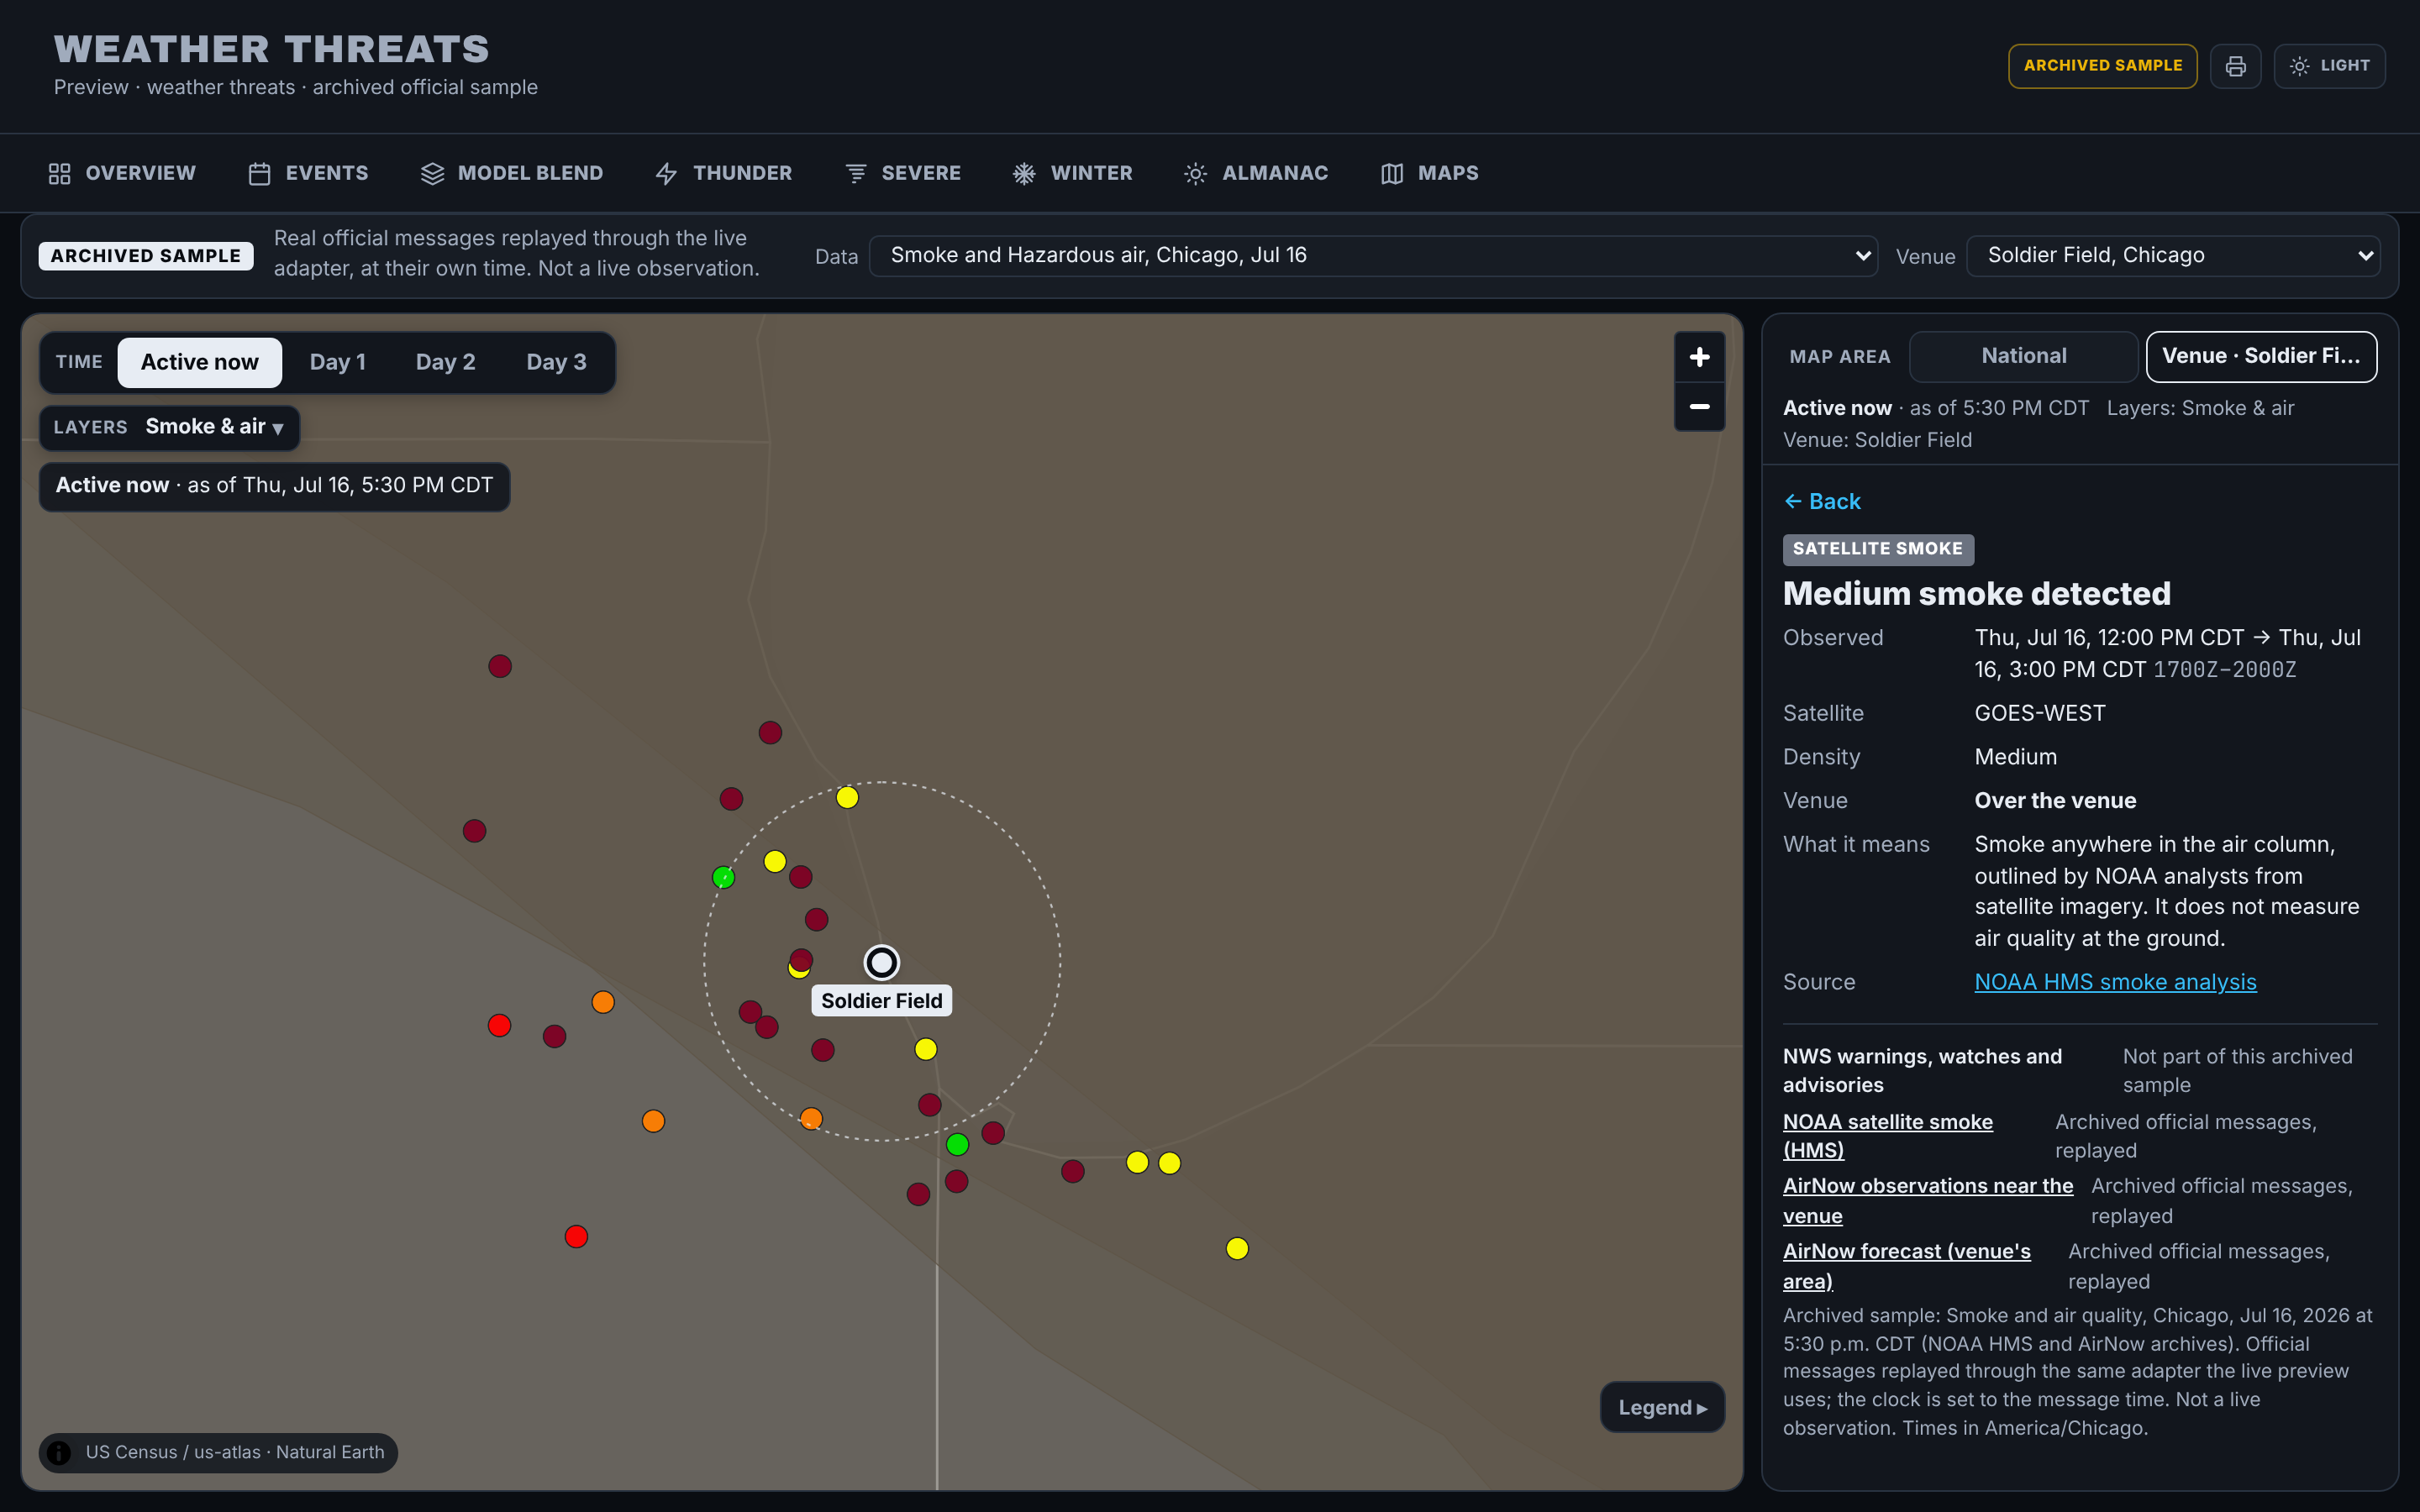 WEATHER THREATS
Preview · weather threats · archived official sample
ARCHIVED SAMPLE
LIGHT
OVERVIEW
EVENTS
MODEL BLEND
THUNDER
SEVERE
WINTER
ALMANAC
MAPS
ARCHIVED SAMPLE
Real official messages replayed through the live
adapter, at their own time. Not a live observation.
Data
Smoke and Hazardous air, Chicago, Jul 16
Venue
Soldier Field, Chicago
TIME
Active now
Day 1
Day 2
Day 3
LAYERS Smoke & air ▾
Active now · as of Thu, Jul 16, 5:30 PM CDT
+
−
Soldier Field
Legend ▸
US Census / us-atlas · Natural Earth
MAP AREA
National
Venue · Soldier Fi...
Active now · as of 5:30 PM CDT Layers: Smoke & air
Venue: Soldier Field
← Back
SATELLITE SMOKE
Medium smoke detected
Observed
Thu, Jul 16, 12:00 PM CDT → Thu, Jul
16, 3:00 PM CDT 1700Z–2000Z
Satellite
GOES-WEST
Density
Medium
Venue
Over the venue
What it means
Smoke anywhere in the air column,
outlined by NOAA analysts from
satellite imagery. It does not measure
air quality at the ground.
Source
NOAA HMS smoke analysis
NWS warnings, watches and
advisories
Not part of this archived
sample
NOAA satellite smoke
(HMS)
Archived official messages,
replayed
AirNow observations near the
venue
Archived official messages,
replayed
AirNow forecast (venue's
area)
Archived official messages,
replayed
Archived sample: Smoke and air quality, Chicago, Jul 16, 2026 at
5:30 p.m. CDT (NOAA HMS and AirNow archives). Official
messages replayed through the same adapter the live preview
uses; the clock is set to the message time. Not a live
observation. Times in America/Chicago.